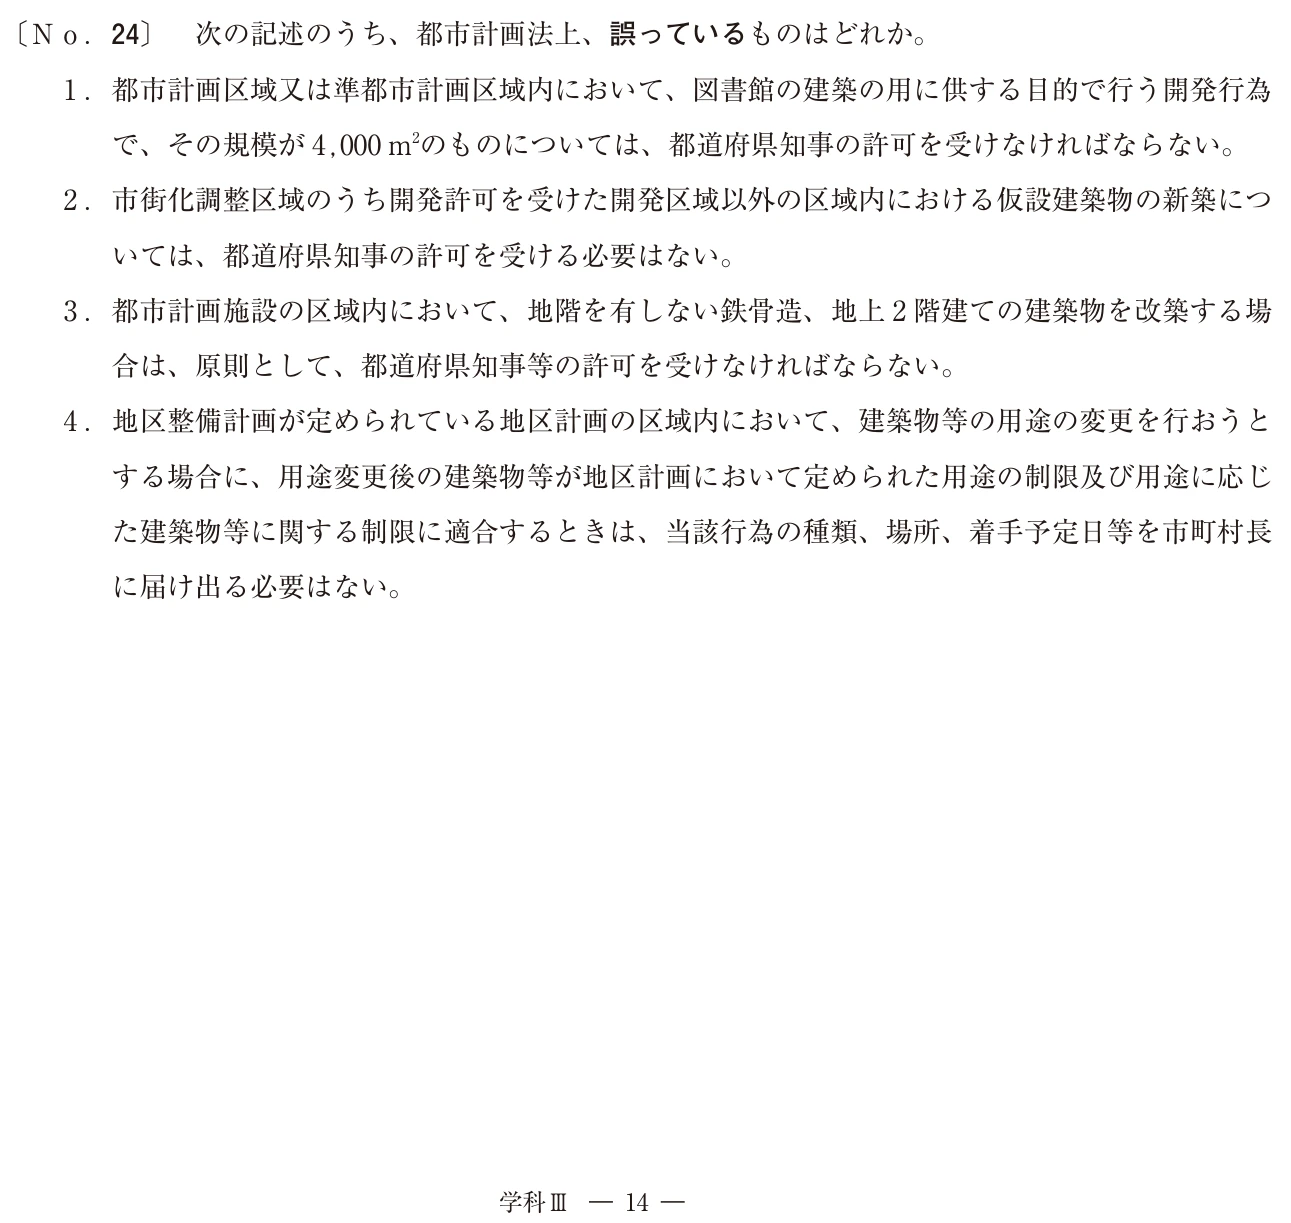 〔Ｎｏ．24〕　次の記述のうち、都市計画法上、誤っているものはどれか。
1．都市計画区域又は準都市計画区域内において、図書館の建築の用に供する目的で行う開発行為
で、その規模が 4,000 m²のものについては、都道府県知事の許可を受けなければならない。
2．市街化調整区域のうち開発許可を受けた開発区域以外の区域内における仮設建築物の新築につ
いては、都道府県知事の許可を受ける必要はない。
3．都市計画施設の区域内において、地階を有しない鉄骨造、地上２階建ての建築物を改築する場
合は、原則として、都道府県知事等の許可を受けなければならない。
4．地区整備計画が定められている地区計画の区域内において、建築物等の用途の変更を行おうと
する場合に、用途変更後の建築物等が地区計画において定められた用途の制限及び用途に応じ
た建築物等に関する制限に適合するときは、当該行為の種類、場所、着手予定日等を市町村長
に届け出る必要はない。
学科Ⅲ ― 14 ―